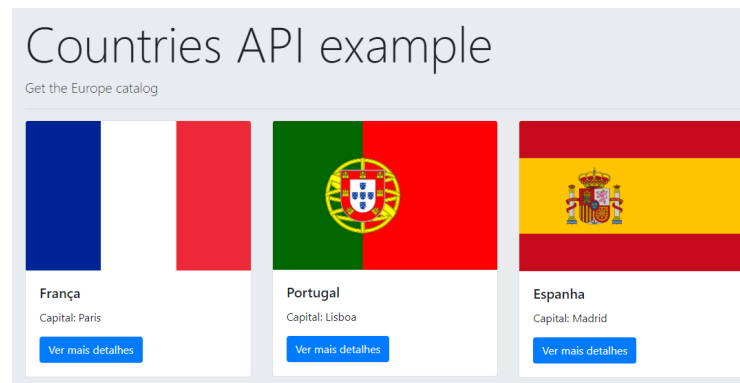 Countries API example
Get the Europe catalog
França
Capital: Paris
Ver mais detalhes
Portugal
Capital: Lisboa
Ver mais detalhes
Espanha
Capital: Madrid
Ver mais detalhes